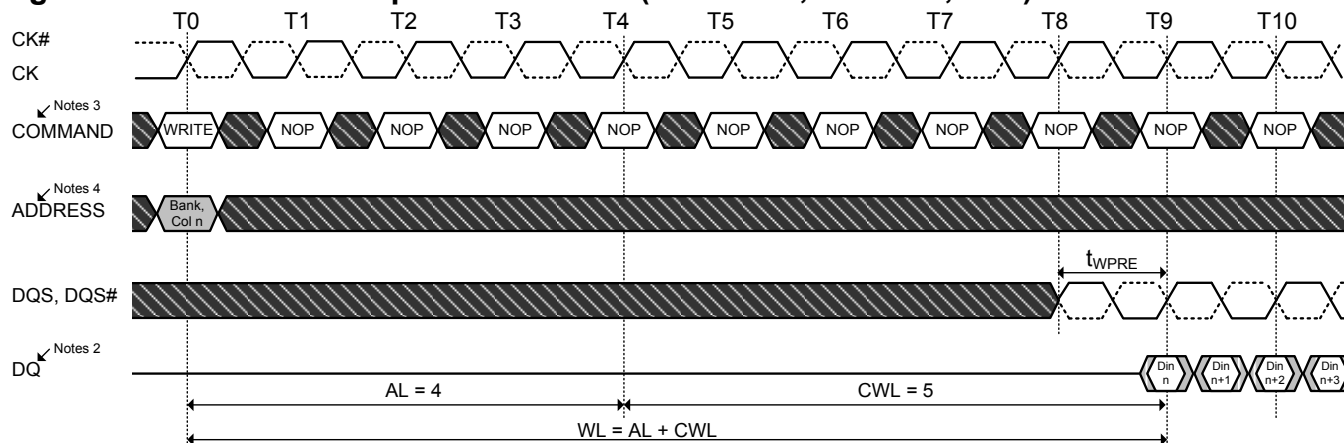 T0 T1 T2 T3 T4 T5 T6 T7 T8 T9 T10
CK#
CK
Notes 3
COMMAND WRITE NOP NOP NOP NOP NOP NOP NOP NOP NOP NOP
Notes 4
ADDRESS
Bank,
Col n
tWPRE
DQS, DQS#
Notes 2
DQ
Din Din Din Din
n n+1 n+2 n+3
AL = 4 CWL = 5
WL = AL + CWL